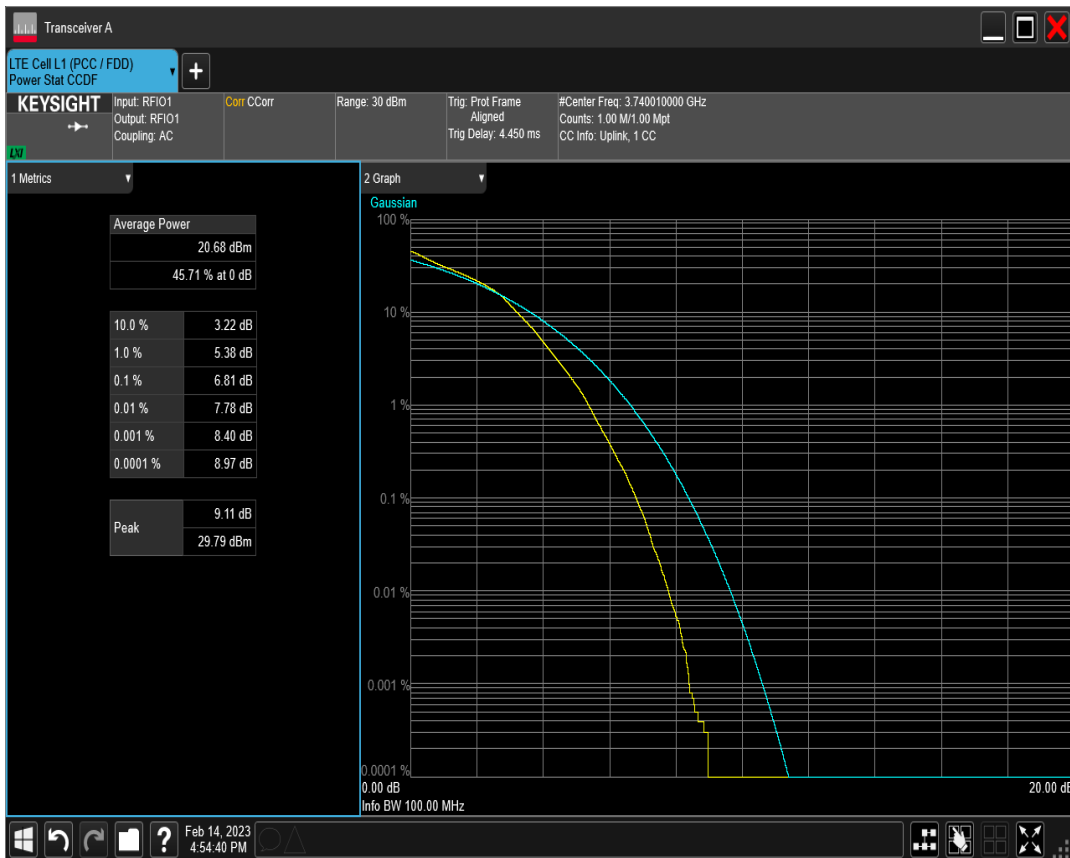 Transceiver A
LTE Cell L1 (PCC / FDD)
Power Stat CCDF
KEYSIGHT
LXI
Input: RFIO1
Output: RFIO1
Coupling: AC
Corr CCorr
Range: 30 dBm
Trig: Prot Frame
Aligned
Trig Delay: 4.450 ms
#Center Freq: 3.740010000 GHz
Counts: 1.00 M/1.00 Mpt
CC Info: Uplink, 1 CC
1 Metrics
Average Power
20.68 dBm
45.71 % at 0 dB
10.0 % 3.22 dB
1.0 % 5.38 dB
0.1 % 6.81 dB
0.01 % 7.78 dB
0.001 % 8.40 dB
0.0001 % 8.97 dB
Peak
9.11 dB
29.79 dBm
2 Graph
Gaussian
100 %
10 %
1 %
0.1 %
0.01 %
0.001 %
0.0001 %
0.00 dB 20.00 dB
Info BW 100.00 MHz
?
Feb 14, 2023
4:54:40 PM